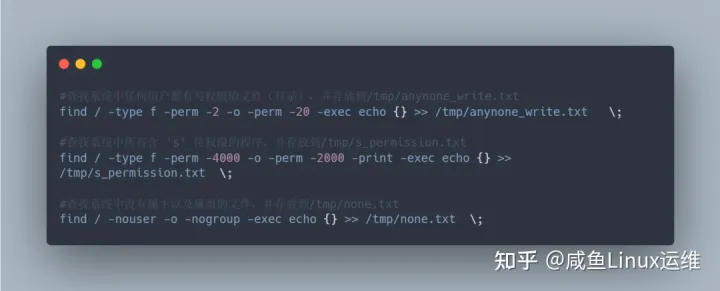 #查找系统中任何用户都有写权限的文件（目录），并存放到/tmp/anynone_write.txt
find / -type f -perm -2 -o -perm -20 -exec echo {} >> /tmp/anynone_write.txt   \;
#查找系统中所有含 's' 位权限的程序，并存放到/tmp/s_permission.txt
find / -type f -perm -4000 -o -perm -2000 -print -exec echo {} >>
/tmp/s_permission.txt  \;
#查找系统中没有属主以及属组的文件，并存放到/tmp/none.txt
find / -nouser -o -nogroup -exec echo {} >> /tmp/none.txt  \;
知乎 @咸鱼Linux运维